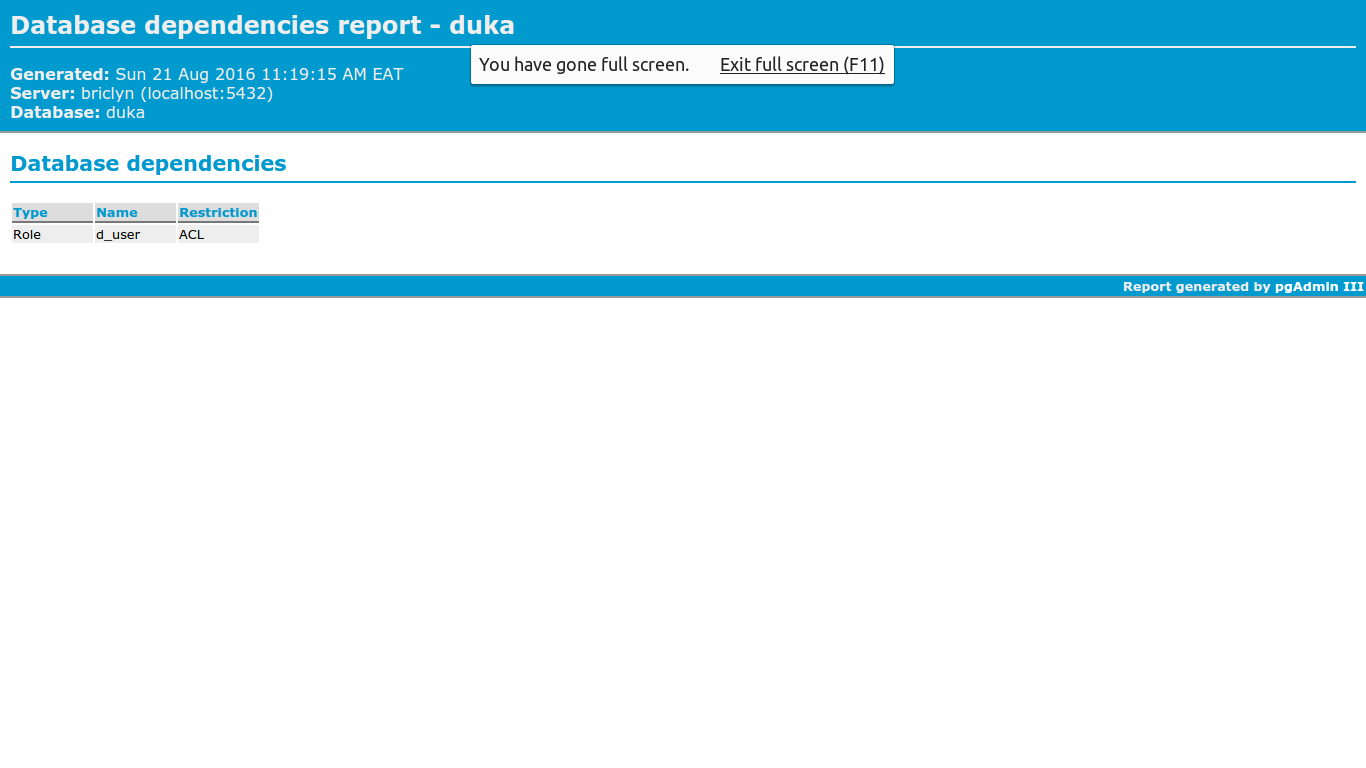 Database dependencies report - duka
You have gone full screen. Exit full screen (F11)
Generated: Sun 21 Aug 2016 11:19:15 AM EAT
Server: briclyn (localhost:5432)
Database: duka
Database dependencies
Type Name Restriction
Role d_user ACL
Report generated by pgAdmin III